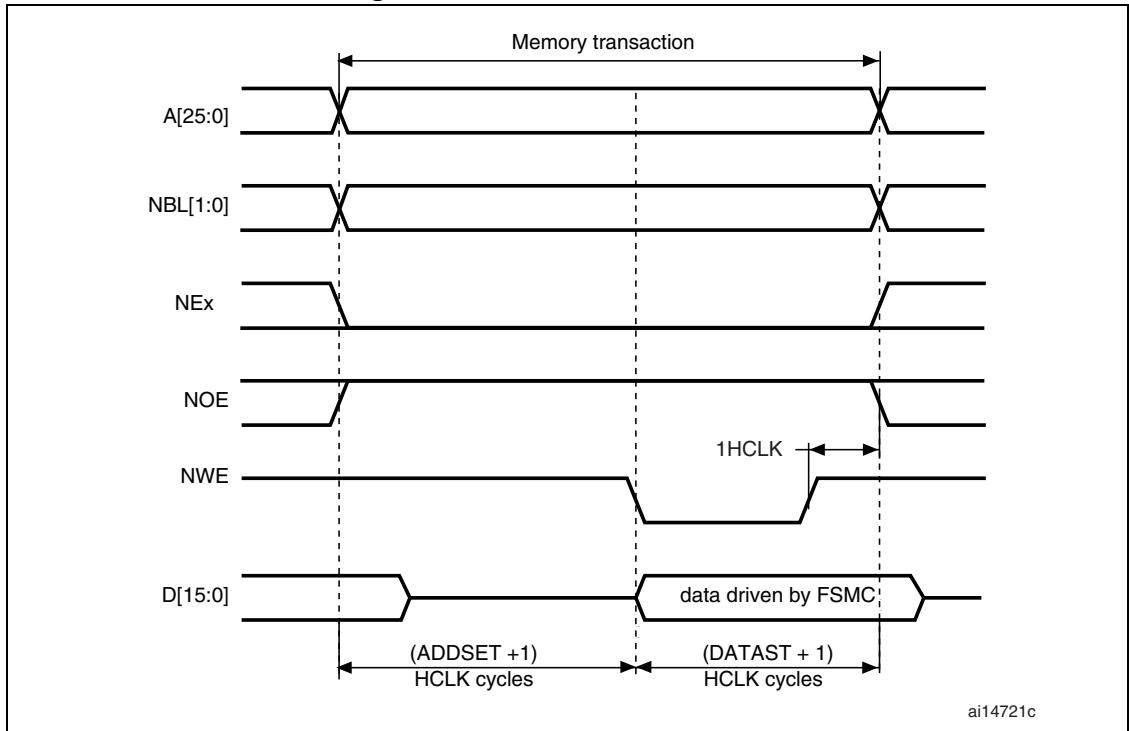 Memory transaction
A[25:0]
NBL[1:0]
NEx
NOE
1HCLK
NWE
D[15:0]
data driven by FSMC
(ADDSET +1)
HCLK cycles
(DATAST + 1)
HCLK cycles
ai14721c